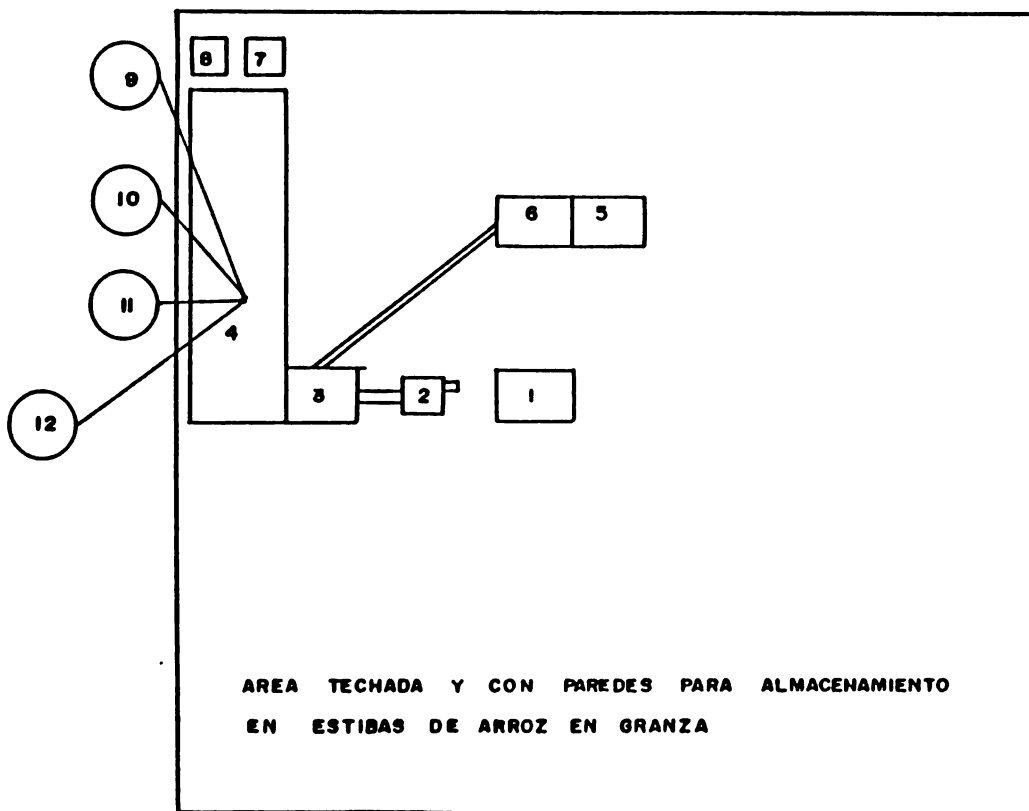 8 7
9
10
6 5
11
4
3 2 1
12
AREA TECHADA Y CON PAREDES PARA ALMACENAMIENTO
EN ESTIBAS DE ARROZ EN GRANZA